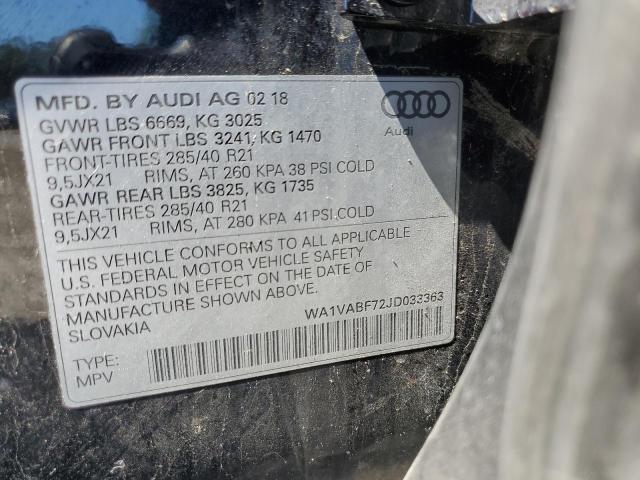 MFD. BY AUDI AG 02 18
GVWR LBS 6669, KG 3025
GAWR FRONT LBS 3241, KG 1470
FRONT-TIRES 285/40 R21
9,5JX21 RIMS, AT 260 KPA 38 PSI COLD
GAWR REAR LBS 3825, KG 1735
REAR-TIRES 285/40 R21
9,5JX21 RIMS, AT 280 KPA 41 PSI COLD
Audi
THIS VEHICLE CONFORMS TO ALL APPLICABLE
U.S. FEDERAL MOTOR VEHICLE SAFETY
STANDARDS IN EFFECT ON THE DATE OF
MANUFACTURE SHOWN ABOVE.
SLOVAKIA
WA1VABF72JD033363
TYPE:
MPV